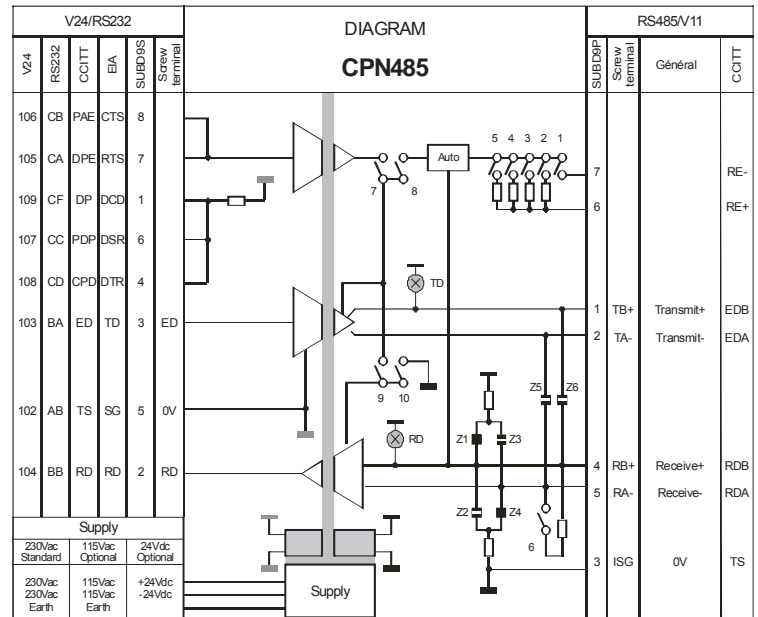 V24/RS232
DIAGRAM
CPN485
RS485/V11
V24 RS232 CCITT EIA SUBD9S Screw terminal
SUBD9P Screw terminal Général CCITT
106 CB PAE CTS 8
5 4 3 2 1
105 CA DPE RTS 7
Auto
7 8
7 RE-
109 CF DP DCD 1
6 RE+
107 CC PDP DSR 6
108 CD CPD DTR 4
TD
1 TB+ Transmit+ EDB
103 BA ED TD 3 ED
2 TA- Transmit- EDA
9 10
Z5 Z6
102 AB TS SG 5 0V
RD
Z1 Z3
104 BB RD RD 2 RD
4 RB+ Receive+ RDB
5 RA- Receive- RDA
Z2 Z4
6
3 ISG 0V TS
Supply
230Vac Standard 115Vac Optional 24Vdc Optional
230Vac 115Vac +24Vdc
230Vac 115Vac -24Vdc
Earth Earth
Supply